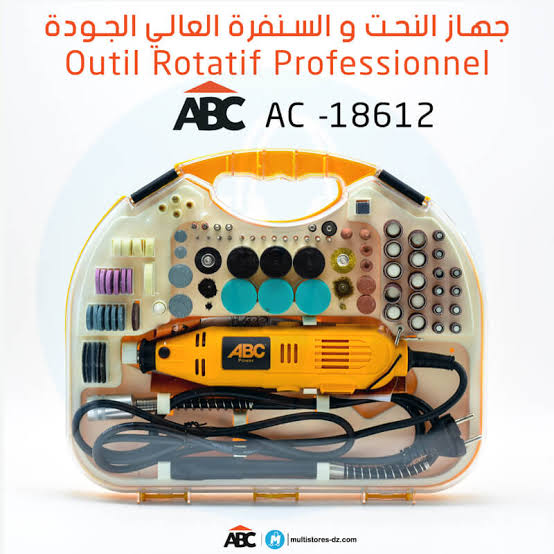 جهاز النحت و السنفرة العالي الجودة
Outil Rotatif Professionnel
ABC AC -18612
ABC
POWER
ABC multistores-dz.com